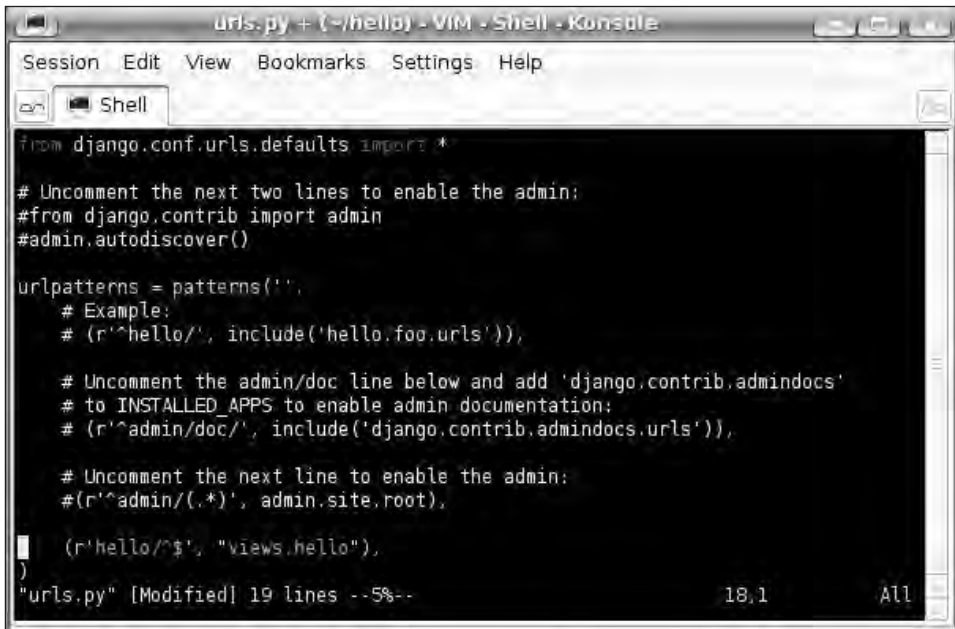 urls.py + (~/hello) - VIM - Shell - Konsole
Session Edit View Bookmarks Settings Help
Shell
from django.conf.urls.defaults import *
# Uncomment the next two lines to enable the admin:
#from django.contrib import admin
#admin.autodiscover()
urlpatterns = patterns('',
# Example:
# (r'^hello/', include('hello.foo.urls')),
# Uncomment the admin/doc line below and add 'django.contrib.admindocs'
# to INSTALLED_APPS to enable admin documentation:
# (r'^admin/doc/', include('django.contrib.admindocs.urls')),
# Uncomment the next line to enable the admin:
#(r'^admin/(.*)', admin.site.root),
(r'hello/^$', "views.hello"),
)
"urls.py" [Modified] 19 lines --5%-- 18,1 All